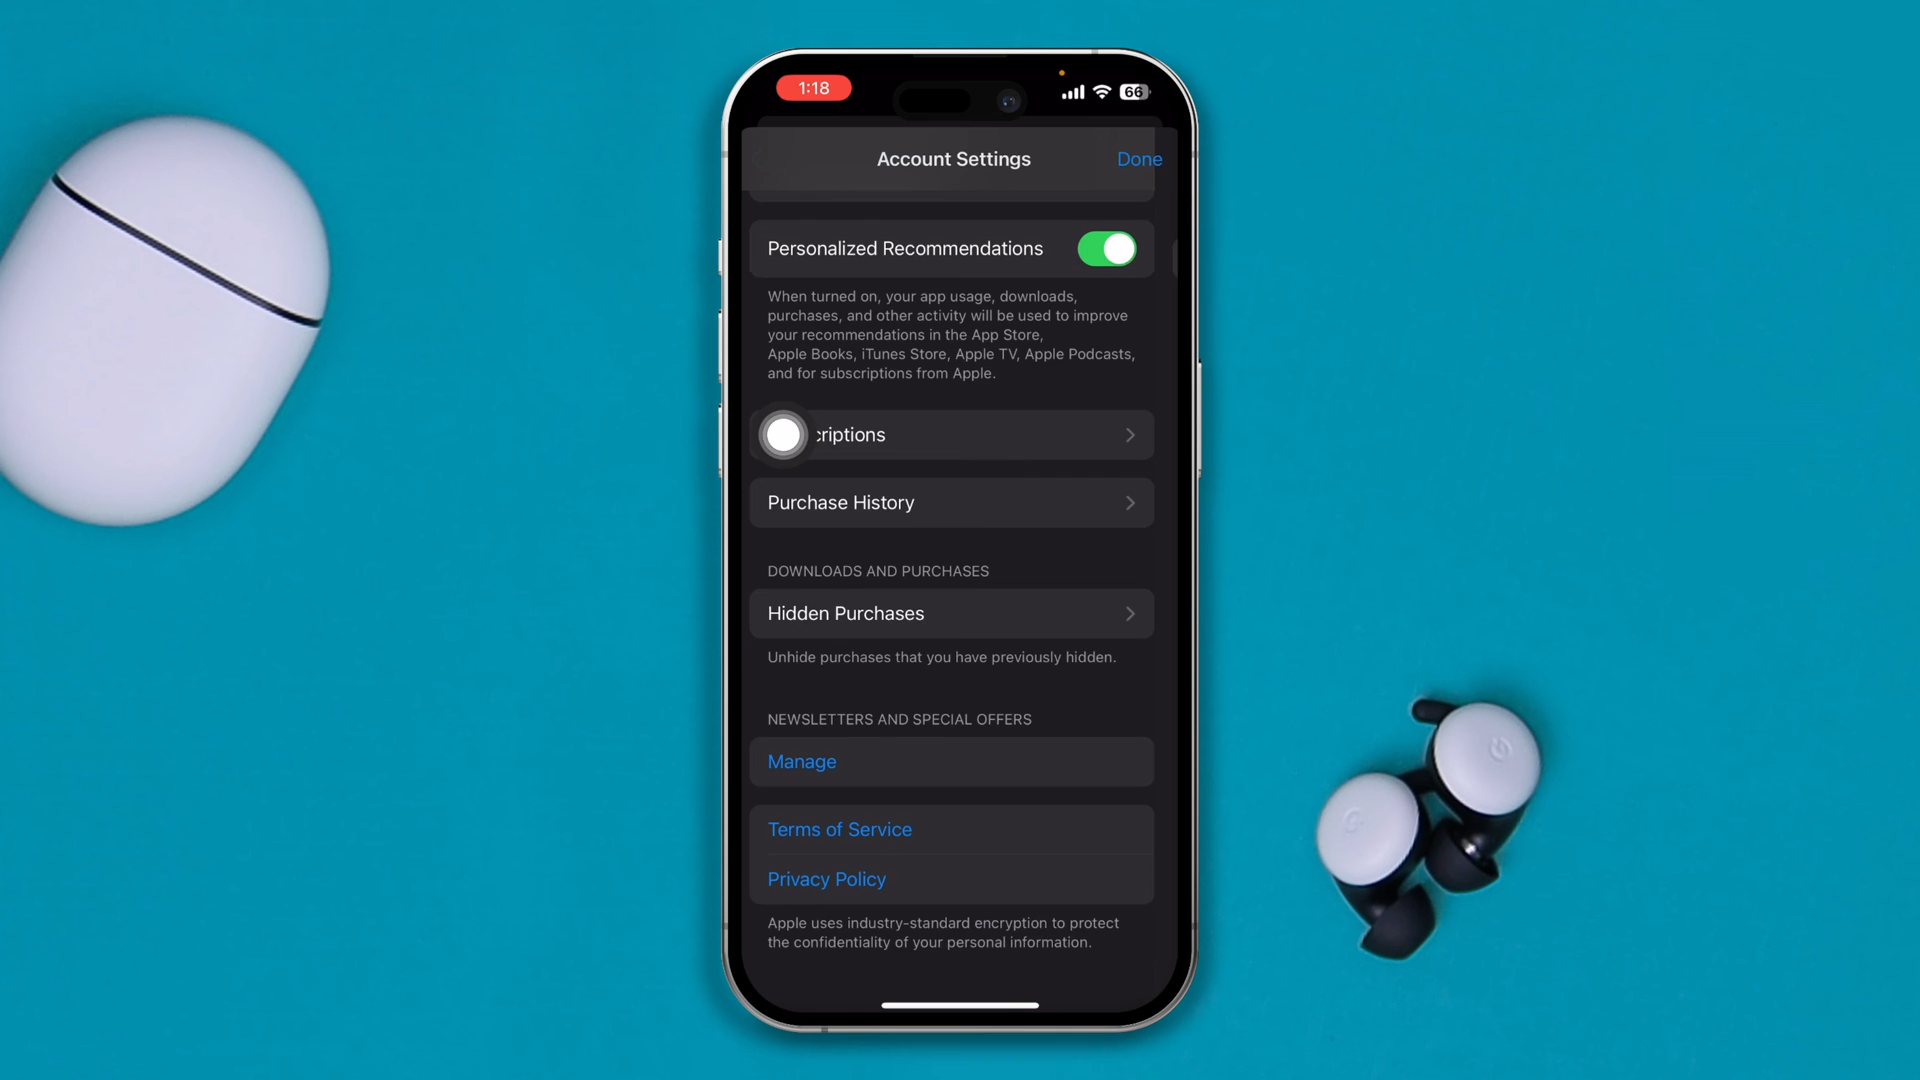 1:18
66
Account Settings
Done
Personalized Recommendations
When turned on, your app usage, downloads,
purchases, and other activity will be used to improve
your recommendations in the App Store,
Apple Books, iTunes Store, Apple TV, Apple Podcasts,
and for subscriptions from Apple.
criptions
Purchase History
DOWNLOADS AND PURCHASES
Hidden Purchases
Unhide purchases that you have previously hidden.
NEWSLETTERS AND SPECIAL OFFERS
Manage
Terms of Service
Privacy Policy
Apple uses industry-standard encryption to protect
the confidentiality of your personal information.